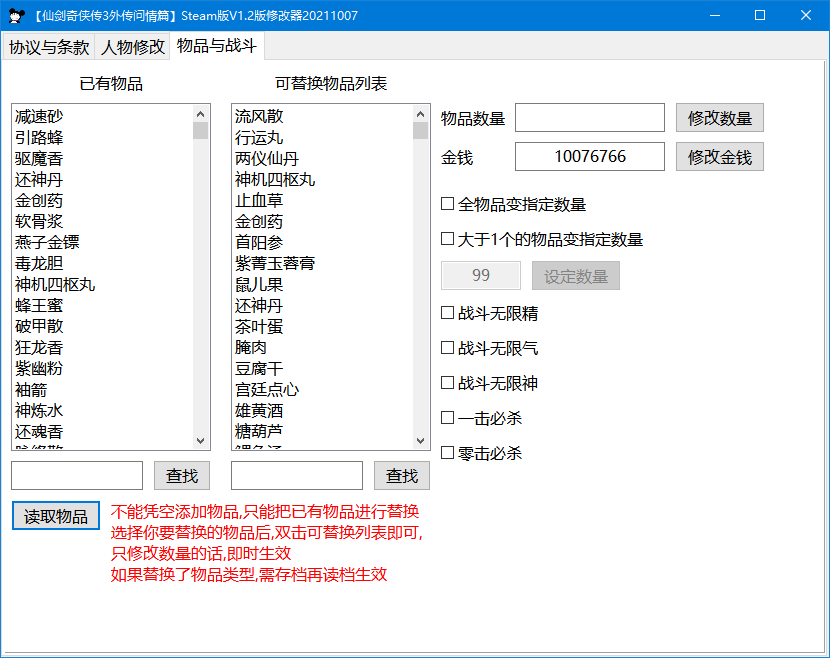 【仙剑奇侠传3外传问情篇】Steam版V1.2版修改器20211007
协议与条款 人物修改 物品与战斗
已有物品
减速砂
引路蜂
驱魔香
还神丹
金创药
软骨浆
燕子金镖
毒龙胆
神机四枢丸
蜂王蜜
破甲散
狂龙香
紫幽粉
袖箭
神炼水
还魂香
查找
读取物品
可替换物品列表
流风散
行运丸
两仪仙丹
神机四枢丸
止血草
金创药
首阳参
紫菁玉蓉膏
鼠儿果
还神丹
茶叶蛋
腌肉
豆腐干
宫廷点心
雄黄酒
糖葫芦
查找
不能凭空添加物品,只能把已有物品进行替换
选择你要替换的物品后,双击可替换列表即可,
只修改数量的话,即时生效
如果替换了物品类型,需存档再读档生效
物品数量 修改数量
金钱 10076766 修改金钱
全物品变指定数量
大于1个的物品变指定数量
99 设定数量
战斗无限精
战斗无限气
战斗无限神
一击必杀
零击必杀